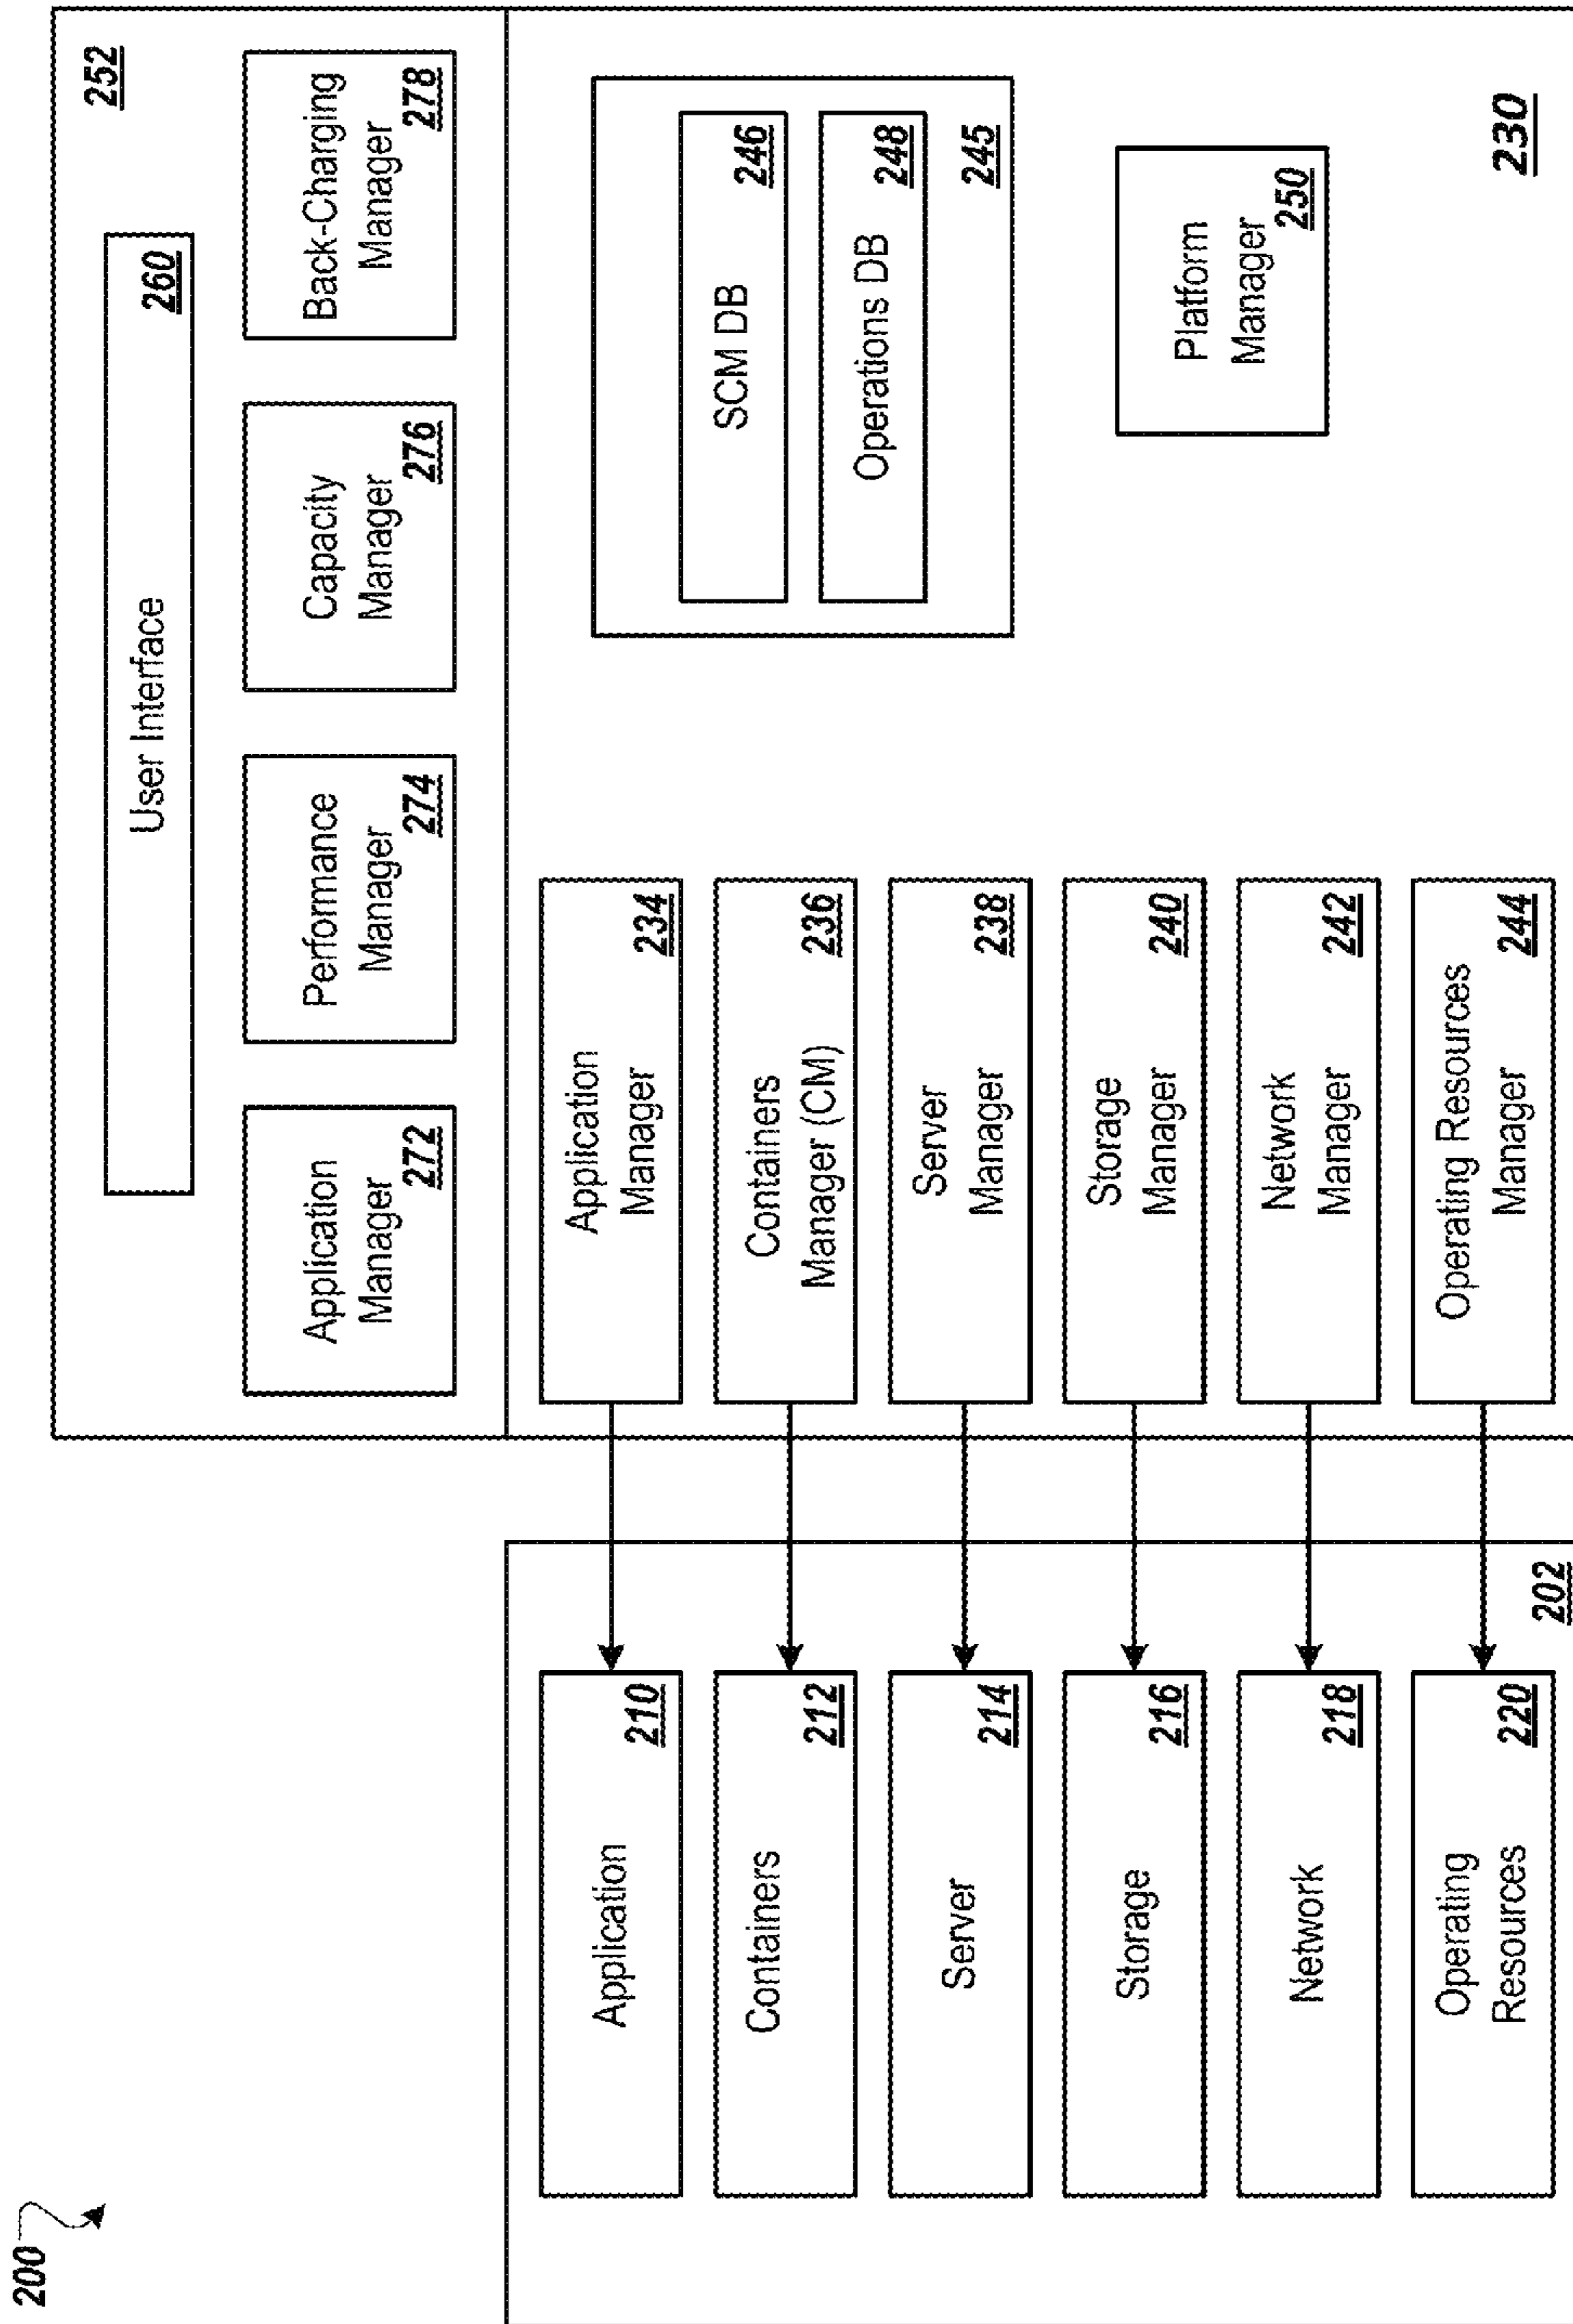 200
252
User Interface
260
Application
Manager
272
Performance
Manager
274
Capacity
Manager
276
Back-Charging
Manager
278
Application
210
Containers
212
Server
214
Storage
216
Network
218
Operating
Resources
220
202
Application
Manager
234
Containers
Manager (CM)
236
Server
Manager
238
Storage
Manager
240
Network
Manager
242
Operating Resources
Manager
244
SCM DB
246
Operations DB
248
245
Platform
Manager
250
230